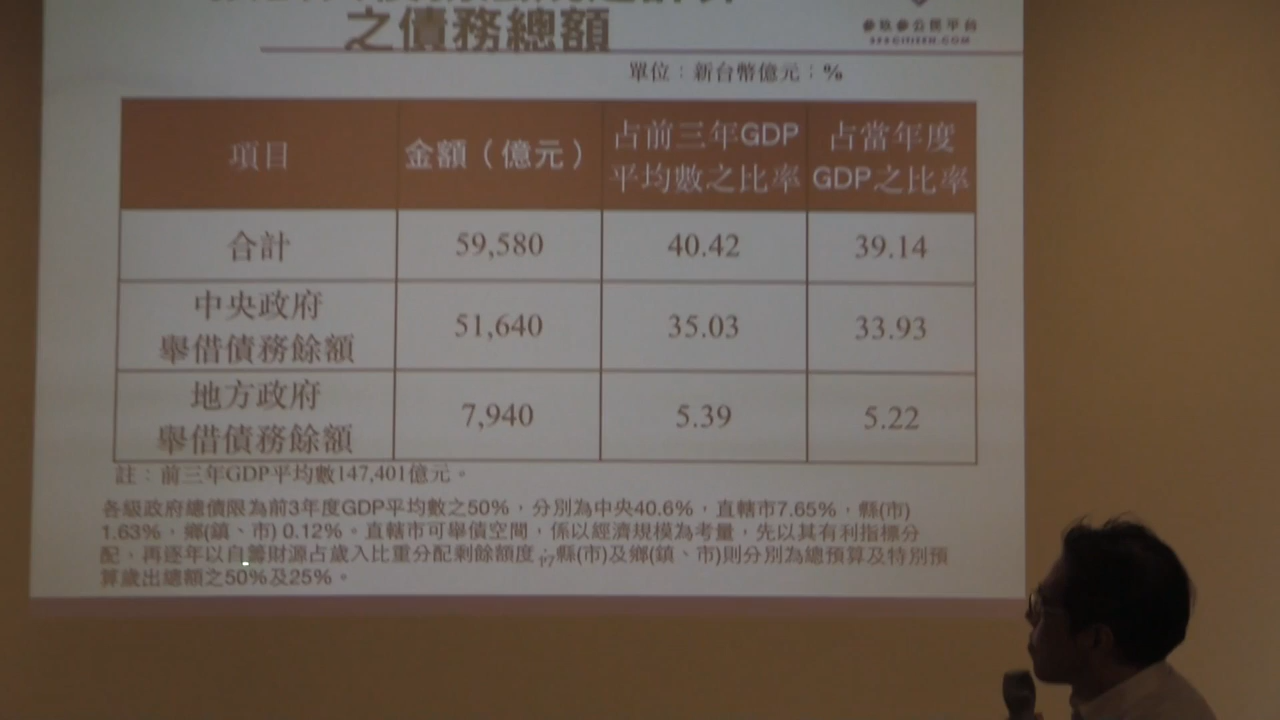 之債務總額
參玖參公民平台
單位：新台幣億元；%
項目
金額（億元）
占前三年GDP
平均數之比率
占當年度
GDP之比率
合計
59,580
40.42
39.14
中央政府
舉借債務餘額
51,640
35.03
33.93
地方政府
舉借債務餘額
7,940
5.39
5.22
註：前三年GDP平均數147,401億元。
各級政府總債限為前3年度GDP平均數之50%，分別為中央40.6%，直轄市7.65%，縣(市)
1.63%，鄉(鎮、市) 0.12%。直轄市可舉債空間，係以經濟規模為考量，先以其有利指標分
配、再逐年以自籌財源占歲入比重分配剩餘額度；縣(市)及鄉(鎮、市)則分別為總預算及特別預
算歲出總額之50%及25%。